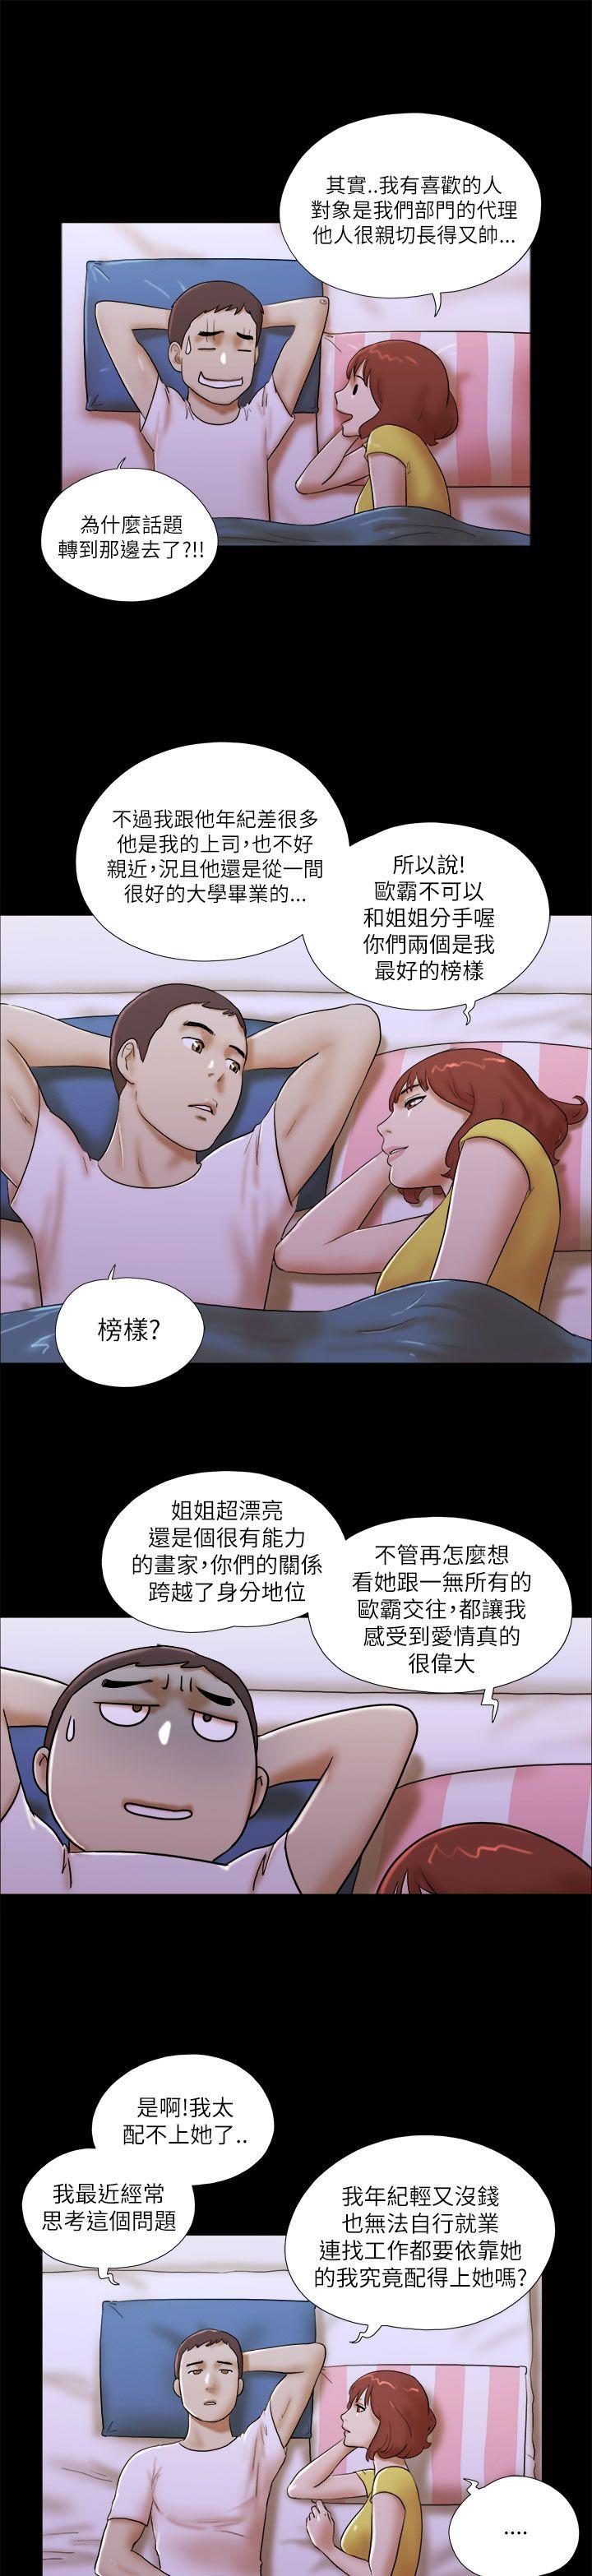 其實..我有喜歡的人
對象是我們部門的代理
他人很親切長得又帥...
為什麼話題
轉到那邊去了?!!
不過我跟他年紀差很多
他是我的上司,也不好
親近,況且他還是從一間
很好的大學畢業的...
所以說!
歐霸不可以
和姐姐分手喔
你們兩個是我
最好的榜樣
榜樣?
姐姐超漂亮
還是個很有能力
的畫家,你們的關係
跨越了身分地位
不管再怎麼想
看她跟一無所有的
歐霸交往,都讓我
感受到愛情真的
很偉大
是啊!我太
配不上她了..
我最近經常
思考這個問題
我年紀輕又沒錢
也無法自行就業
連找工作都要依靠她
的我究竟配得上她嗎?
....